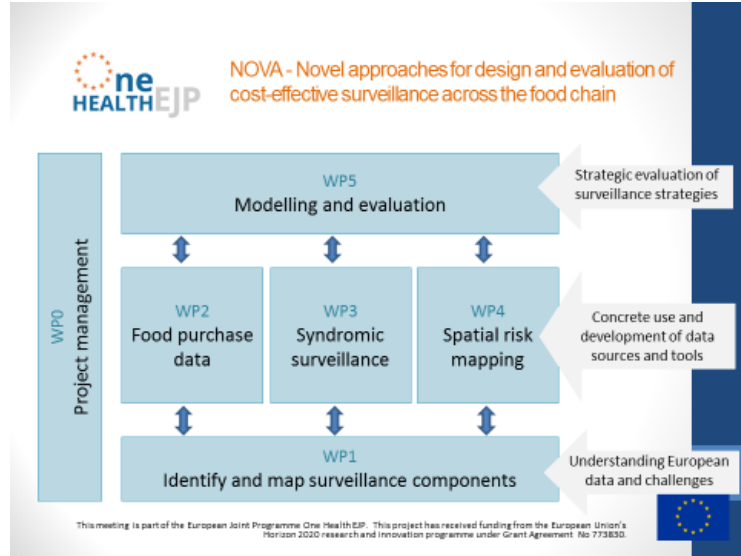 One
HEALTHEJP
NOVA - Novel approaches for design and evaluation of
cost-effective surveillance across the food chain
WP0
Project management
WP5
Modelling and evaluation
Strategic evaluation of
surveillance strategies
WP2
Food purchase
data
WP3
Syndromic
surveillance
WP4
Spatial risk
mapping
Concrete use and
development of data
sources and tools
WP1
Identify and map surveillance components
Understanding European
data and challenges
This meeting is part of the European Joint Programme One Health EJP. This project has received funding from the European Union's
Horizon 2020 research and innovation programme under Grant Agreement No 773830.